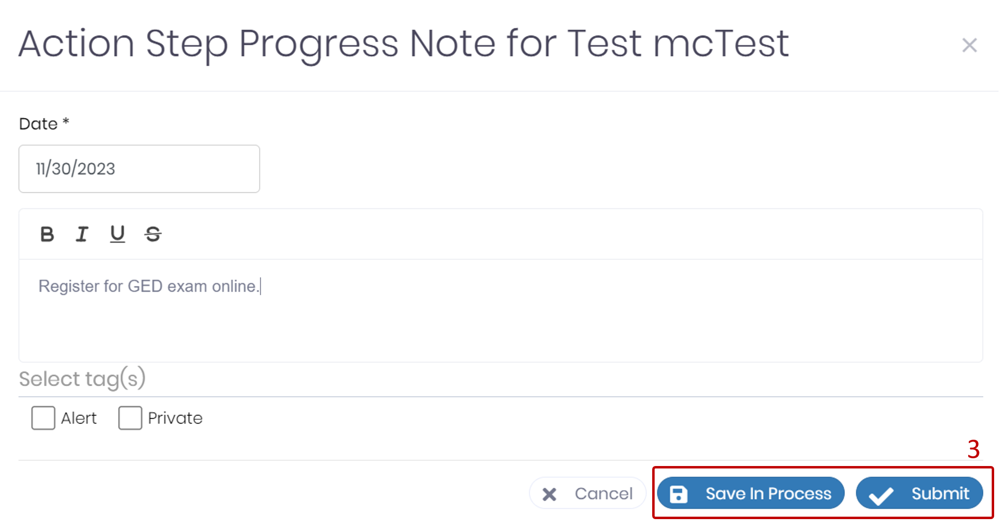 Action Step Progress Note for Test mcTest
Date *
11/30/2023
B I U S
Register for GED exam online.
Select tag(s)
Alert Private
3
Cancel Save In Process Submit